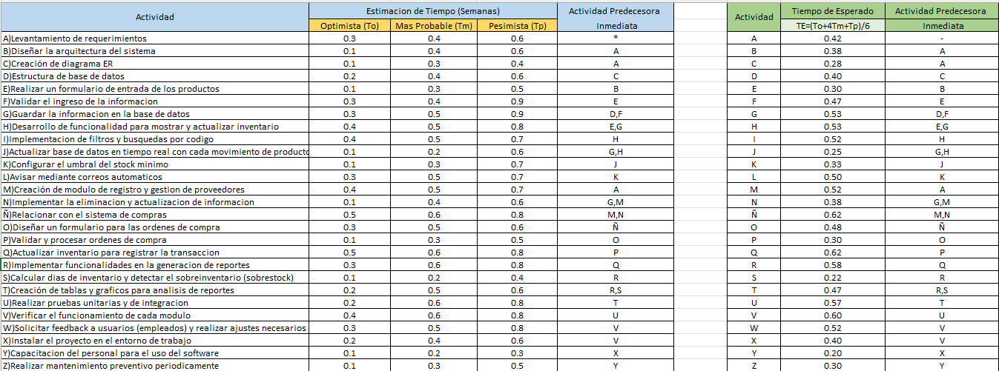 Actividad Estimacion de Tiempo (Semanas) Actividad Predecesora Actividad Tiempo de Esperado Actividad Predecesora
Optimista (To) Mas Probable (Tm) Pesimista (Tp) Inmediata TE=(To+4Tm+Tp)/6 Inmediata
A)Levantamiento de requerimientos 0.3 0.4 0.6 * A 0.42 -
B)Diseñar la arquitectura del sistema 0.1 0.4 0.6 A B 0.38 A
C)Creación de diagrama ER 0.1 0.3 0.4 A C 0.28 A
D)Estructura de base de datos 0.2 0.4 0.6 C D 0.40 C
E)Realizar un formulario de entrada de los productos 0.1 0.3 0.5 B E 0.30 B
F)Validar el ingreso de la informacion 0.3 0.4 0.9 E F 0.47 E
G)Guardar la informacion en la base de datos 0.3 0.5 0.9 D,F G 0.53 D,F
H)Desarrollo de funcionalidad para mostrar y actualizar inventario 0.4 0.5 0.8 E,G H 0.53 E,G
I)Implementacion de filtros y busquedas por codigo 0.4 0.5 0.7 H I 0.52 H
J)Actualizar base de datos en tiempo real con cada movimiento de producto 0.1 0.2 0.6 G,H J 0.25 G,H
K)Configurar el umbral del stock minimo 0.1 0.3 0.7 J K 0.33 J
L)Avisar mediante correos automaticos 0.3 0.5 0.7 K L 0.50 K
M)Creación de modulo de registro y gestion de proveedores 0.4 0.5 0.7 A M 0.52 A
N)Implementar la eliminacion y actualizacion de informacion 0.1 0.4 0.6 G,M N 0.38 G,M
Ñ)Relacionar con el sistema de compras 0.5 0.6 0.8 M,N Ñ 0.62 M,N
O)Diseñar un formulario para las ordenes de compra 0.3 0.5 0.6 Ñ O 0.48 Ñ
P)Validar y procesar ordenes de compra 0.1 0.3 0.5 O P 0.30 O
Q)Actualizar inventario para registrar la transaccion 0.5 0.6 0.8 P Q 0.62 P
R)Implementar funcionalidades en la generacion de reportes 0.3 0.6 0.8 Q R 0.58 Q
S)Calcular dias de inventario y detectar el sobreinventario (sobrestock) 0.1 0.2 0.4 R S 0.22 R
T)Creación de tablas y graficos para analisis de reportes 0.2 0.5 0.6 R,S T 0.47 R,S
U)Realizar pruebas unitarias y de integracion 0.2 0.6 0.8 T U 0.57 T
V)Verificar el funcionamiento de cada modulo 0.4 0.6 0.8 U V 0.60 U
W)Solicitar feedback a usuarios (empleados) y realizar ajustes necesarios 0.3 0.5 0.8 V W 0.52 V
X)Instalar el proyecto en el entorno de trabajo 0.2 0.4 0.6 V X 0.40 V
Y)Capacitacion del personal para el uso del software 0.1 0.2 0.3 X Y 0.20 X
Z)Realizar mantenimiento preventivo periodicamente 0.1 0.3 0.5 Y Z 0.30 Y